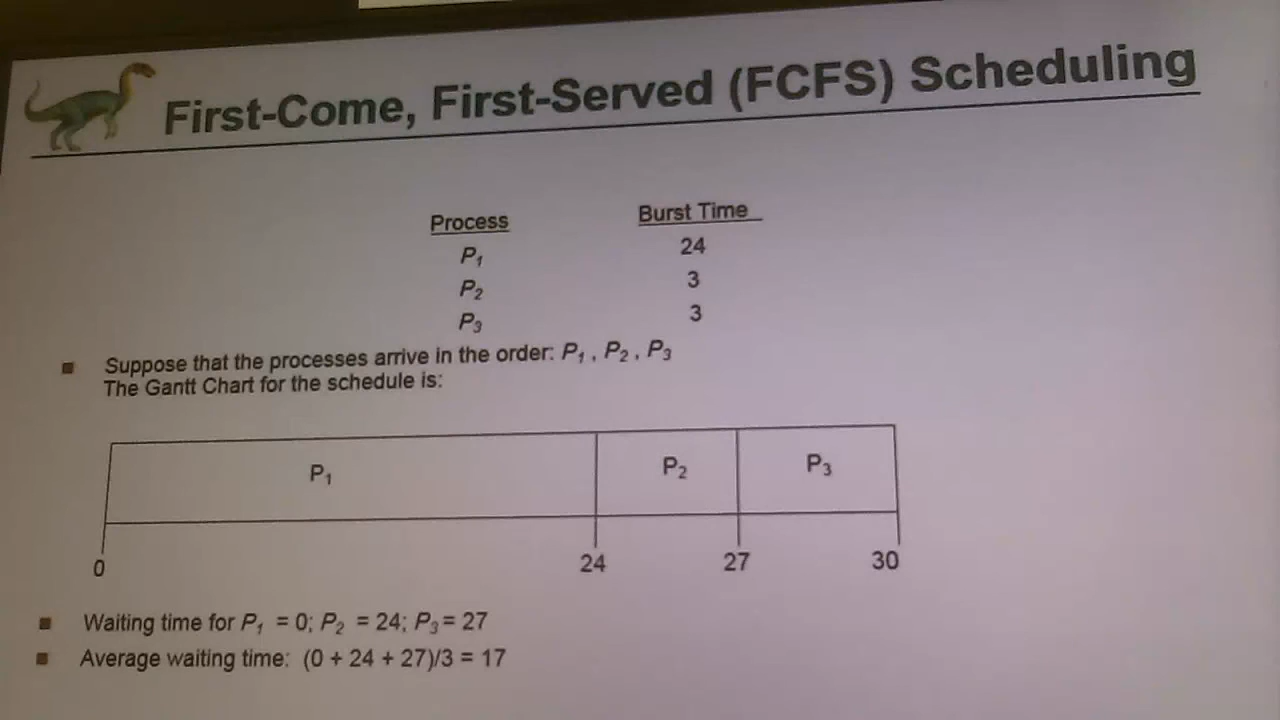 First-Come, First-Served (FCFS) Scheduling
Process Burst Time
P1 24
P2 3
P3 3
Suppose that the processes arrive in the order: P1 , P2 , P3
The Gantt Chart for the schedule is:
P1 P2 P3
0 24 27 30
Waiting time for P1 = 0; P2 = 24; P3 = 27
Average waiting time: (0 + 24 + 27)/3 = 17